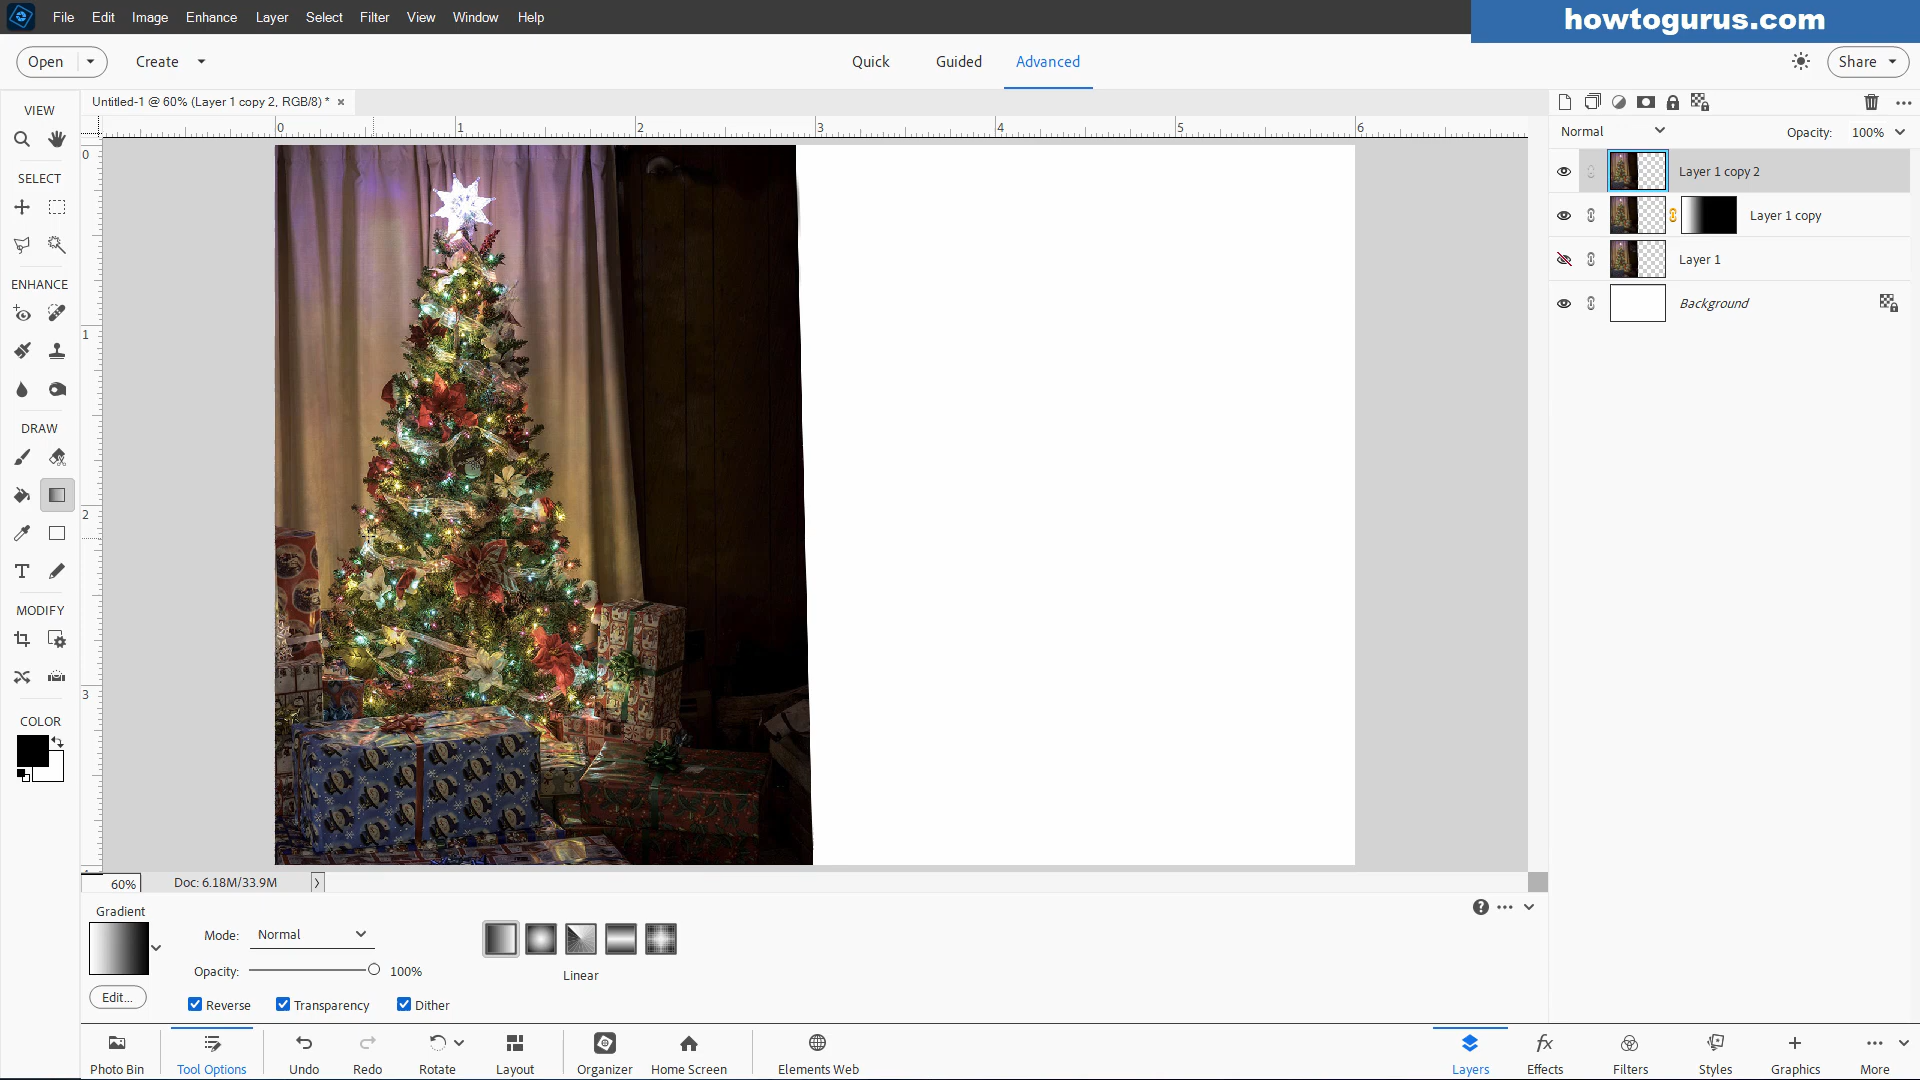 File Edit Image Enhance Layer Select Filter View Window Help
howtogurus.com
Open Create Quick Guided Advanced Share
VIEW
Untitled-1 @ 60% (Layer 1 copy 2, RGB/8) * ×
0 1 2 3 4 5 6
Normal Opacity: 100%
0
Layer 1 copy 2
SELECT
Layer 1 copy
Layer 1
ENHANCE
Background
1
DRAW
2
T
MODIFY
3
COLOR
60% Doc: 6.18M/33.9M
Gradient
Mode: Normal
Opacity: 100%
Linear
Edit...
Reverse Transparency Dither
Photo Bin Tool Options Undo Redo Rotate Layout Organizer Home Screen Elements Web Layers Effects Filters Styles Graphics More